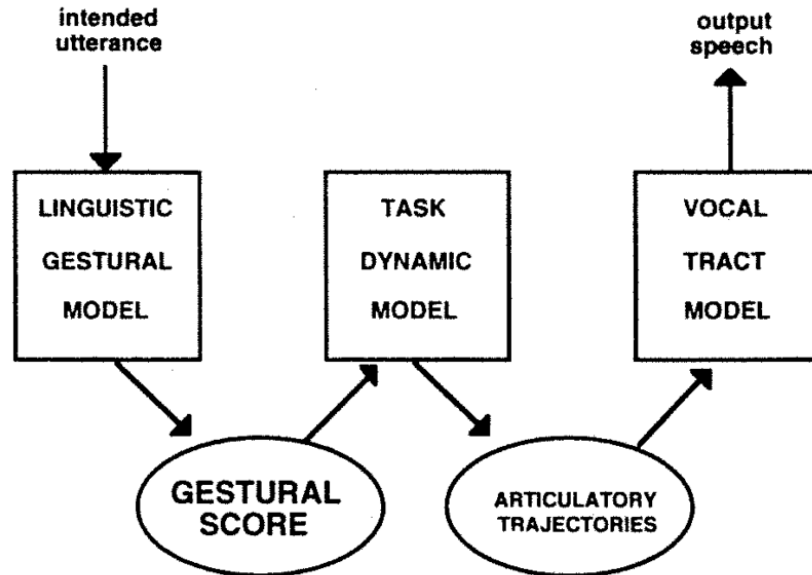 intended
utterance
output
speech
LINGUISTIC
GESTURAL
MODEL
TASK
DYNAMIC
MODEL
VOCAL
TRACT
MODEL
GESTURAL
SCORE
ARTICULATORY
TRAJECTORIES